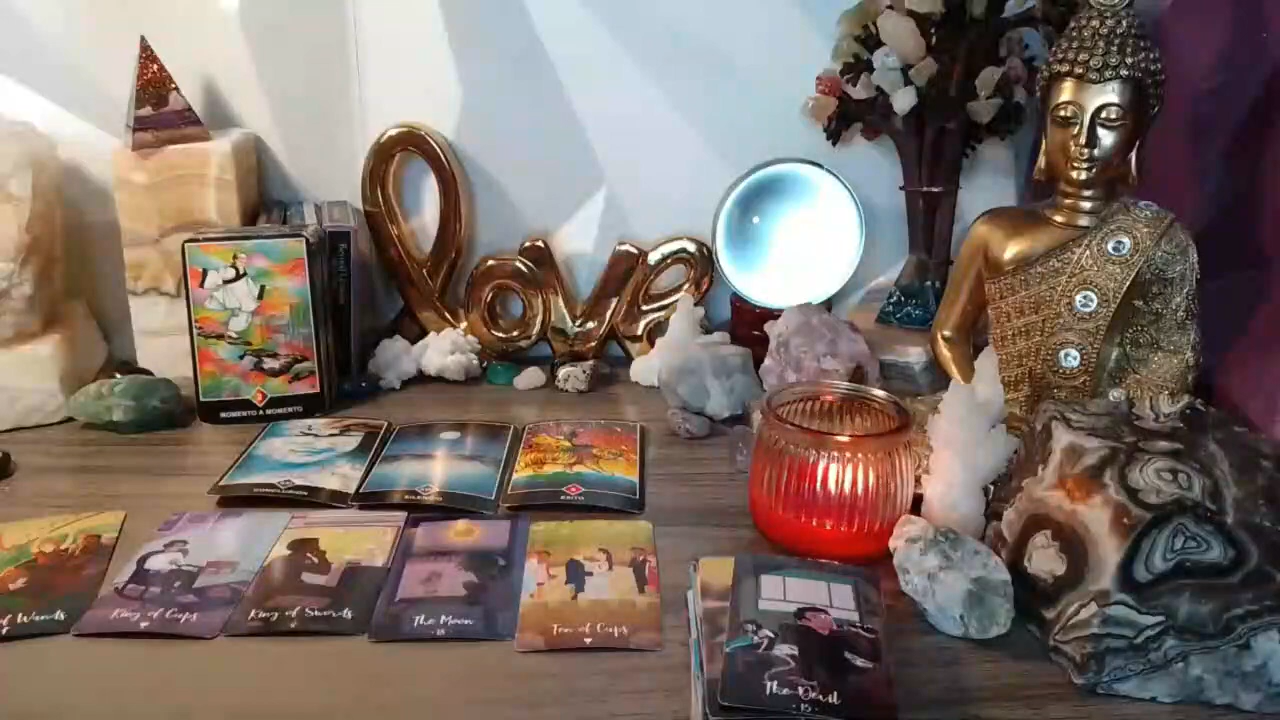 love
MOMENTO A MOMENTO
SILENCIO
ÉXITO
of Wands
King of Cups
King of Swords
The Moon
· 18 ·
Ten of Cups
The Devil
· 15 ·